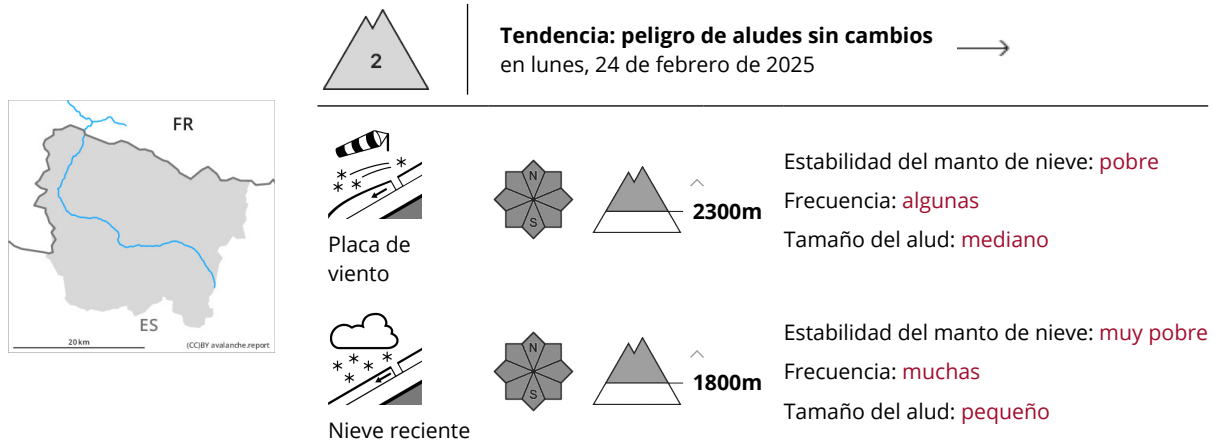 2
Tendencia: peligro de aludes sin cambios
en lunes, 24 de febrero de 2025
FR
ES
20 km
(CC)BY avalanche.report
Placa de
viento
N
S
2300m
Estabilidad del manto de nieve: pobre
Frecuencia: algunas
Tamaño del alud: mediano
Nieve reciente
N
S
1800m
Estabilidad del manto de nieve: muy pobre
Frecuencia: muchas
Tamaño del alud: pequeño